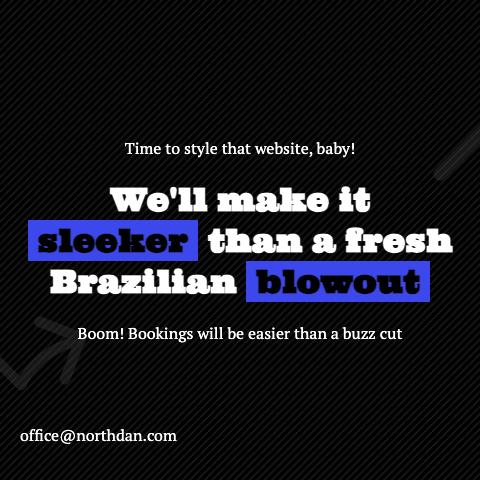 Time to style that website, baby!
We'll make it
sleeker than a fresh
Brazilian blowout
Boom! Bookings will be easier than a buzz cut
office@northdan.com